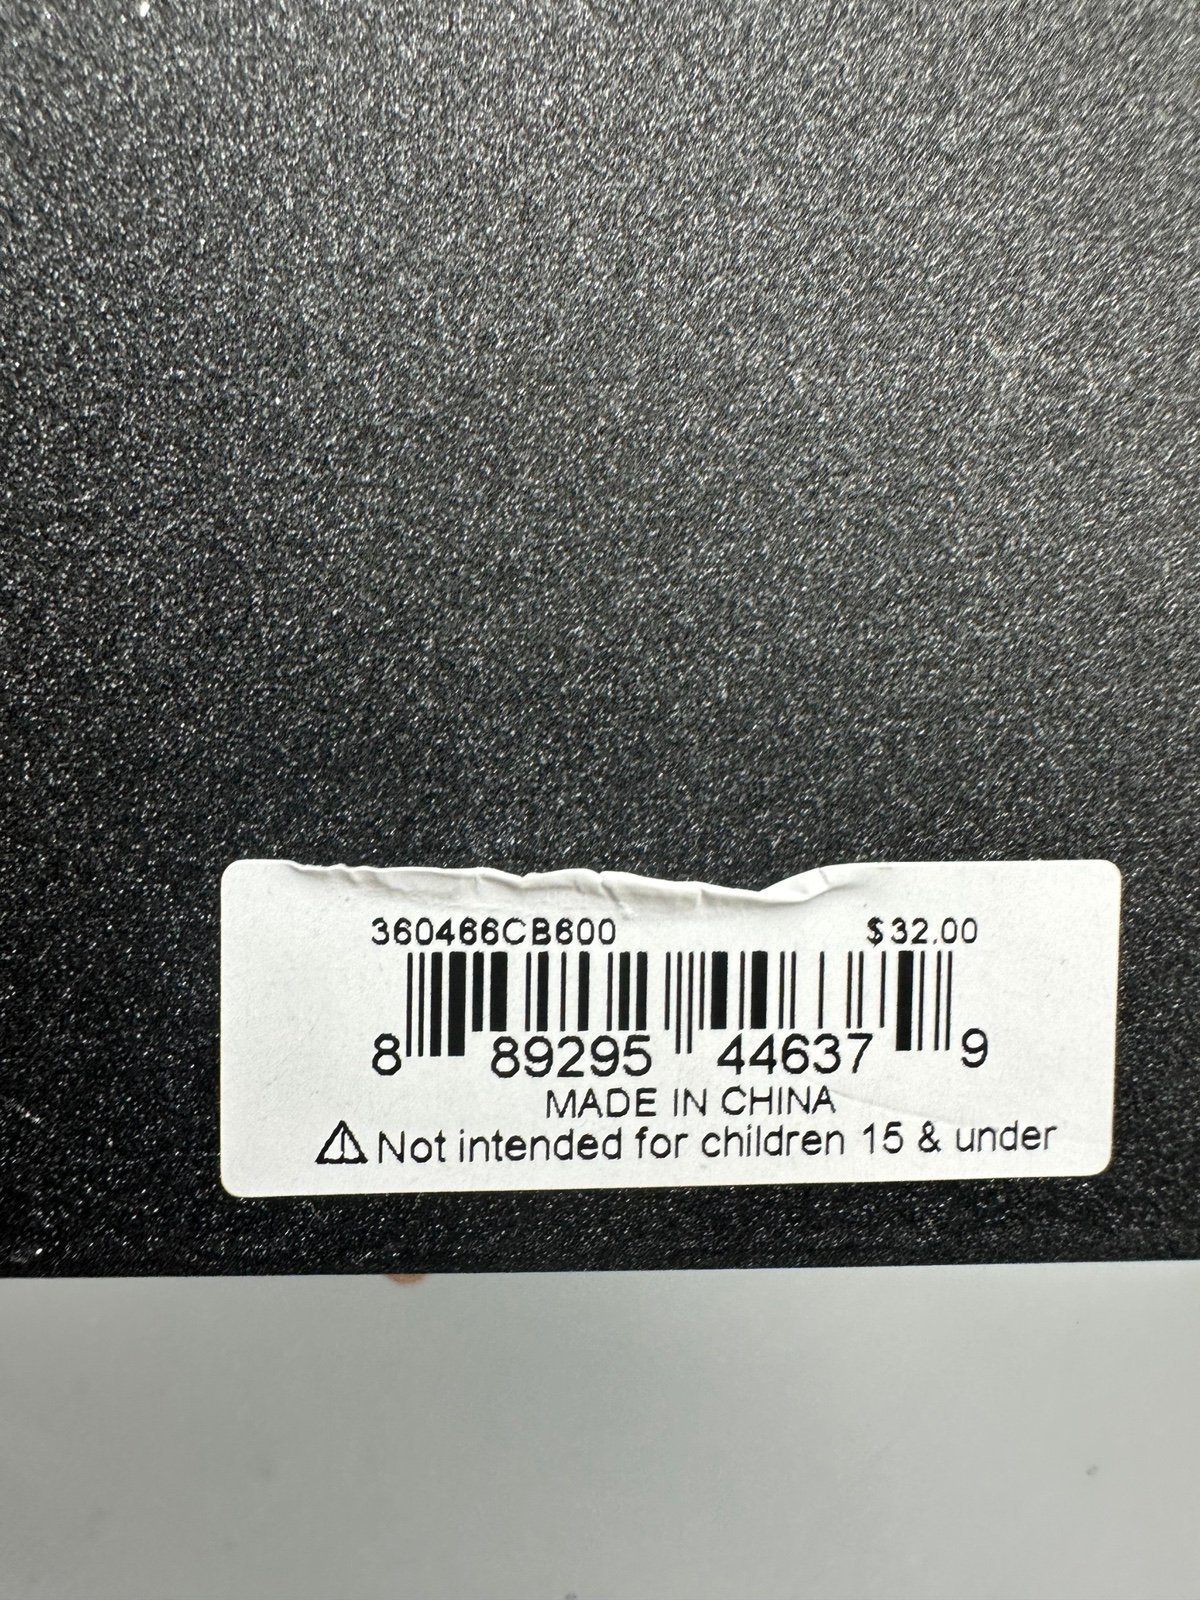 360466CB600 $32.00
8 89295 44637 9
MADE IN CHINA
⚠ Not intended for children 15 & under